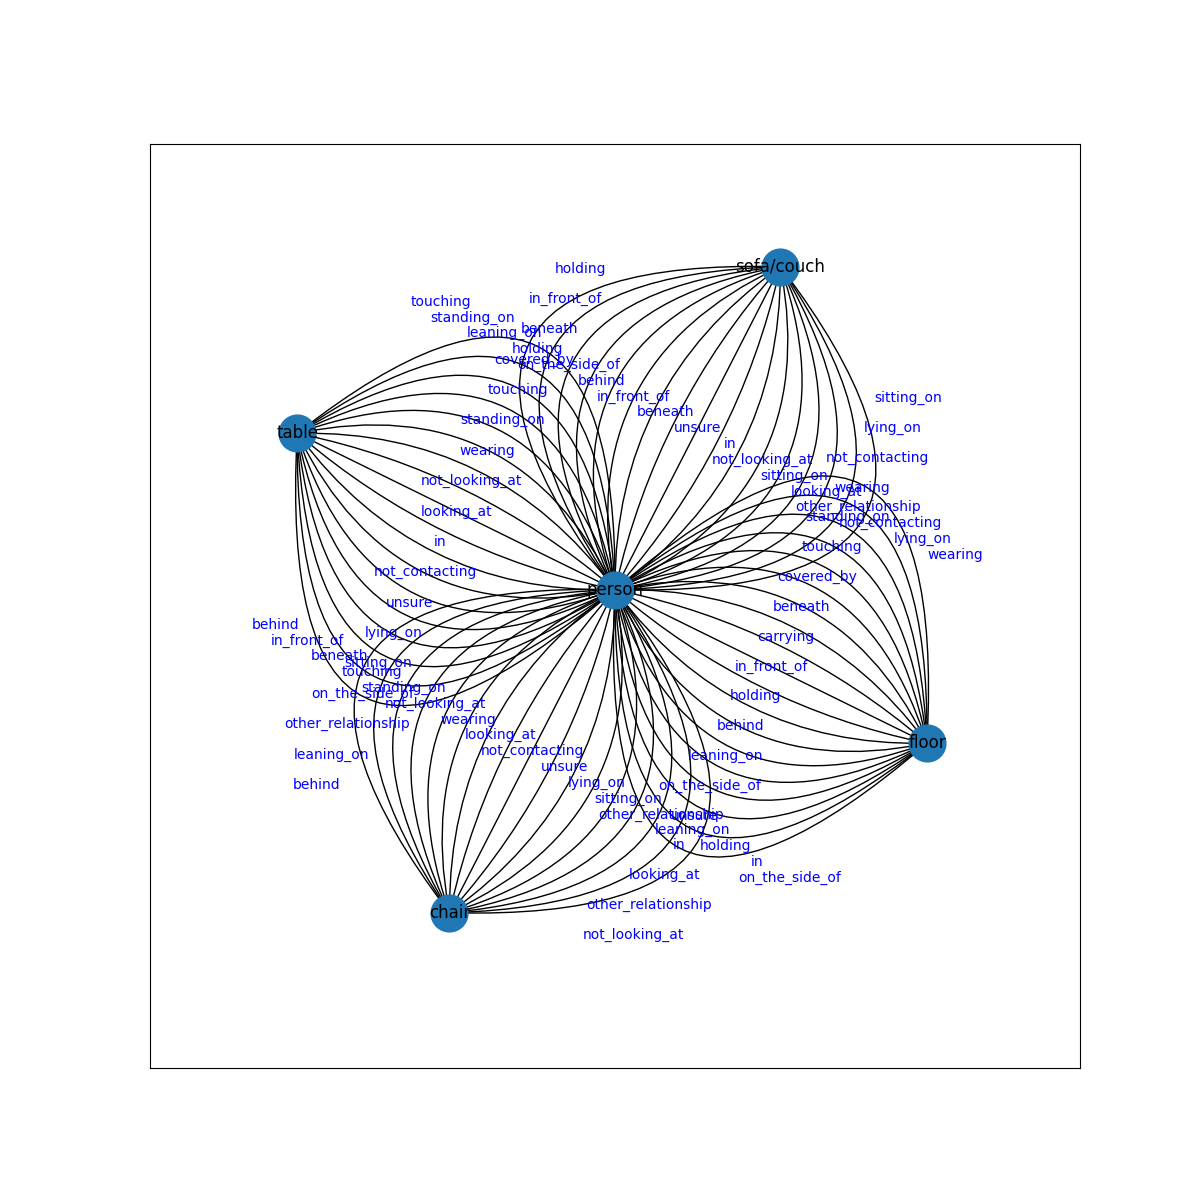 sofa/couch
holding
in_front_of
touching
standing_on
beneath
leaning_on
holding
covered_by
on_the_side_of
behind
touching
in_front_of
sitting_on
beneath
standing_on
unsure
lying_on
table
in
wearing
not_looking_at
not_contacting
sitting_on
not_looking_at
wearing
looking_at
other_relationship
looking_at
standing_on
not_contacting
lying_on
in
touching
wearing
not_contacting
covered_by
person
unsure
beneath
behind
lying_on
carrying
in_front_of
beneath
sitting_on
in_front_of
touching
standing_on
on_the_side_of
holding
not_looking_at
wearing
other_relationship
behind
looking_at
floor
not_contacting
leaning_on
leaning_on
unsure
lying_on
behind
on_the_side_of
sitting_on
other_relationship
unsure
leaning_on
in
holding
in
looking_at
on_the_side_of
other_relationship
chair
not_looking_at